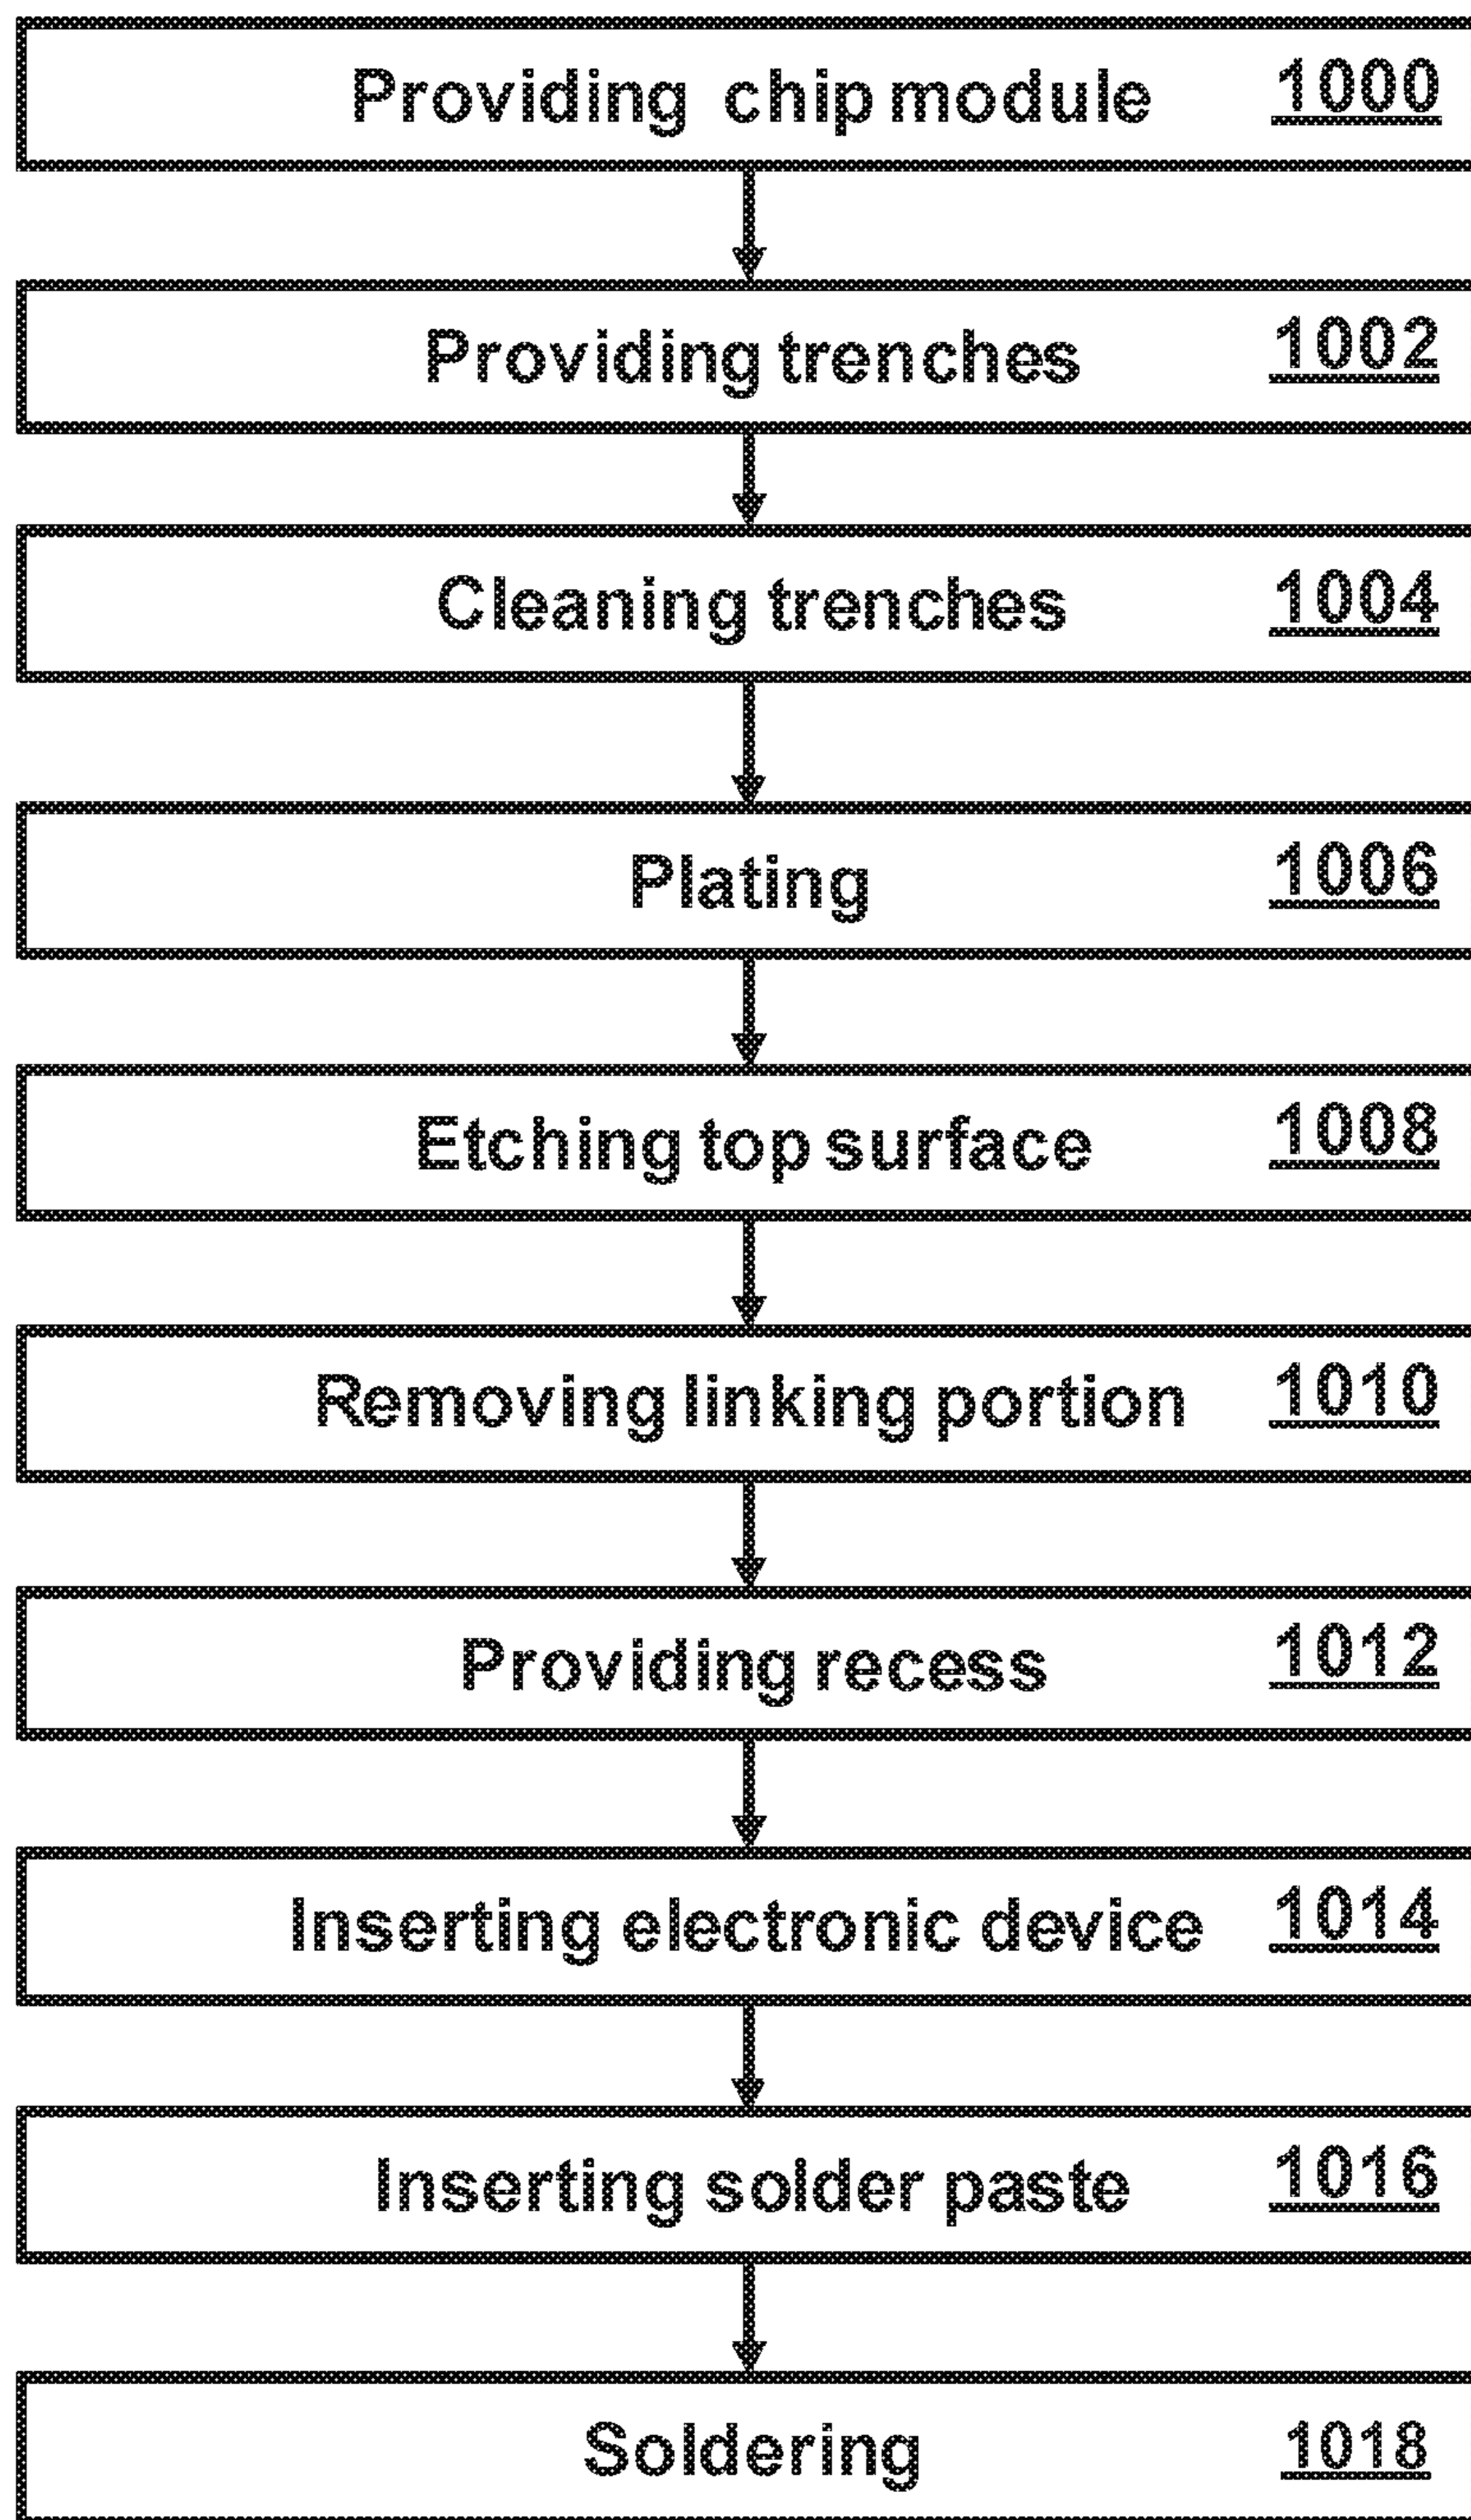 Providing chip module 1000
Providing trenches 1002
Cleaning trenches 1004
Plating 1006
Etching top surface 1008
Removing linking portion 1010
Providing recess 1012
Inserting electronic device 1014
Inserting solder paste 1016
Soldering 1018